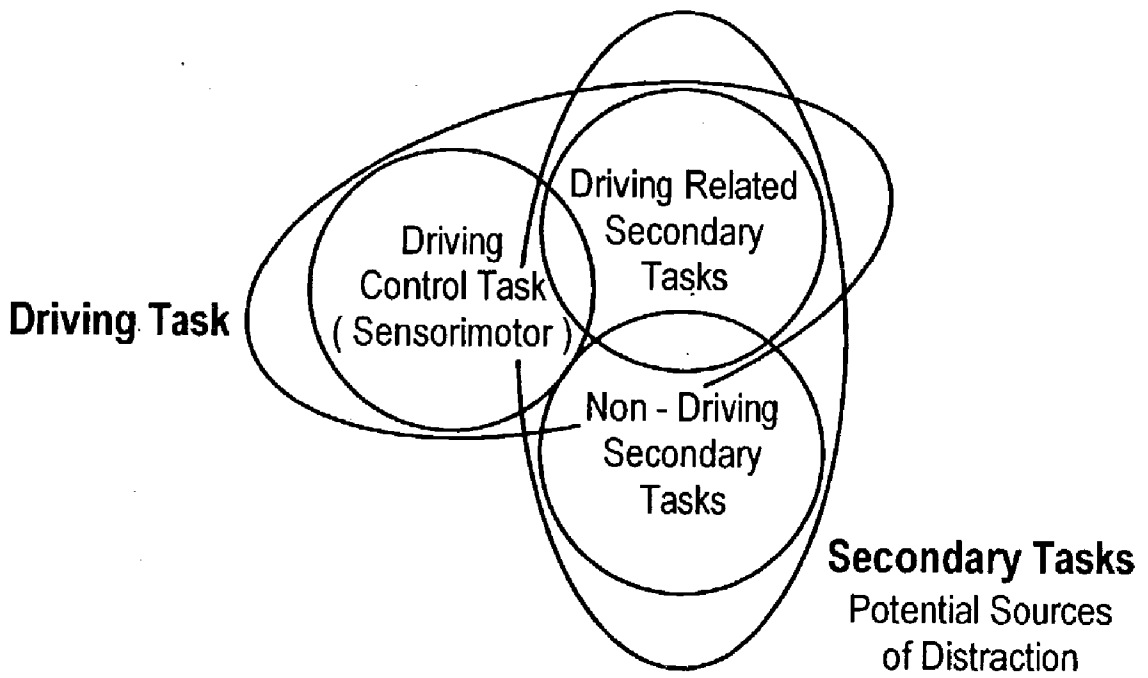 Driving Related
Secondary
Tasks
Driving
Control Task
( Sensorimotor )
Driving Task
Non - Driving
Secondary
Tasks
Secondary Tasks
Potential Sources
of Distraction